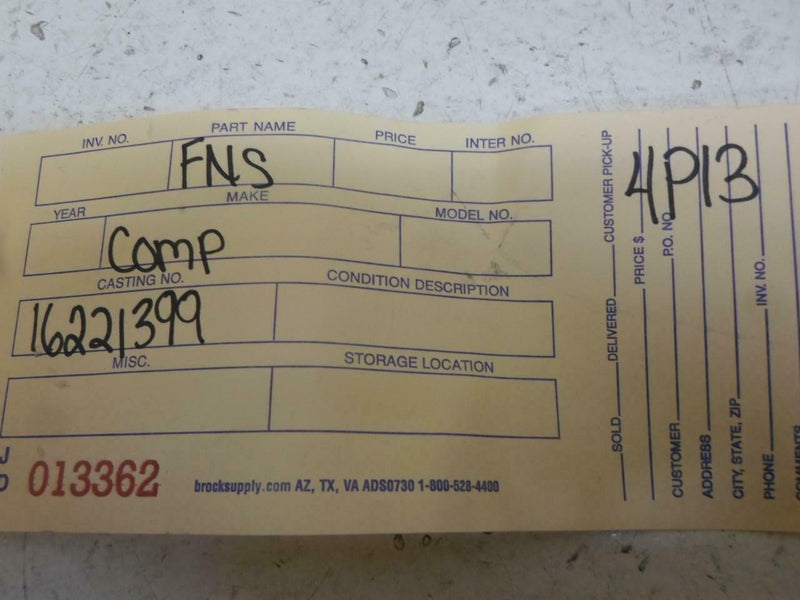 INV. NO. PART NAME PRICE INTER NO.
FNS
YEAR MAKE MODEL NO.
Comp
CASTING NO. CONDITION DESCRIPTION
16221399
MISC. STORAGE LOCATION
013362 brocksupply.com AZ, TX, VA ADS0730 1-800-528-4400
SOLD DELIVERED CUSTOMER PICK-UP
PRICE $
CUSTOMER P.O. NO.
ADDRESS
CITY, STATE, ZIP
PHONE INV. NO.
COMMENTS
4P13